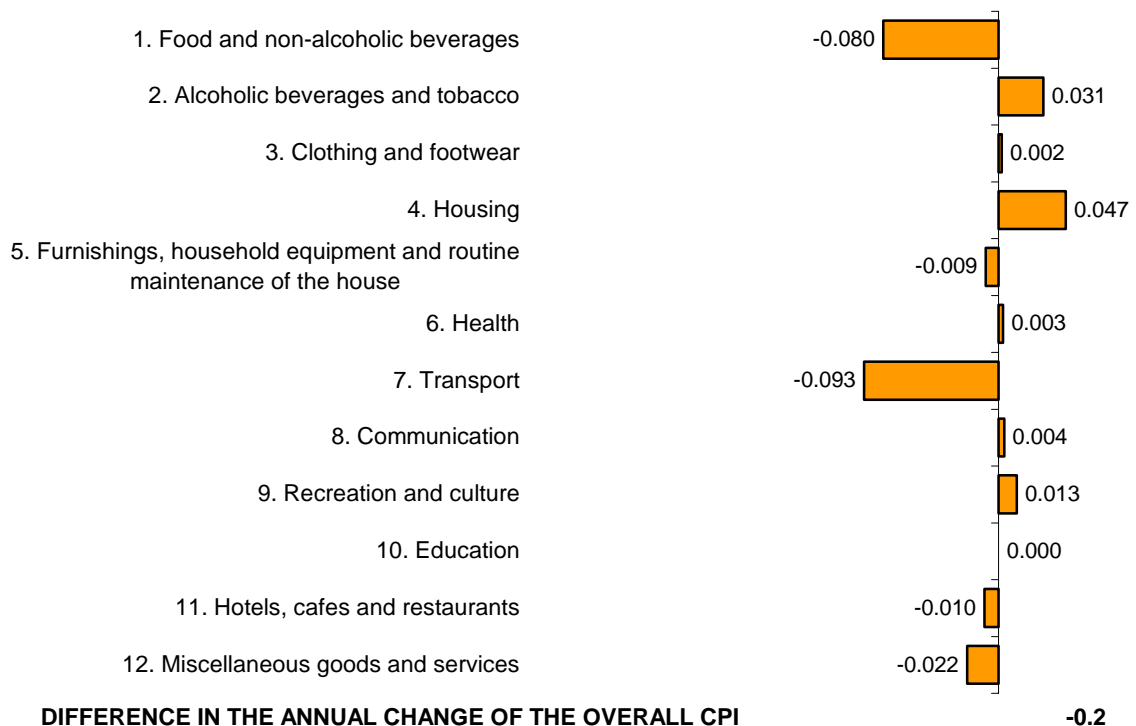 1. Food and non-alcoholic beverages -0.080
2. Alcoholic beverages and tobacco 0.031
3. Clothing and footwear 0.002
4. Housing 0.047
5. Furnishings, household equipment and routine
maintenance of the house -0.009
6. Health 0.003
7. Transport -0.093
8. Communication 0.004
9. Recreation and culture 0.013
10. Education 0.000
11. Hotels, cafes and restaurants -0.010
12. Miscellaneous goods and services -0.022
DIFFERENCE IN THE ANNUAL CHANGE OF THE OVERALL CPI -0.2